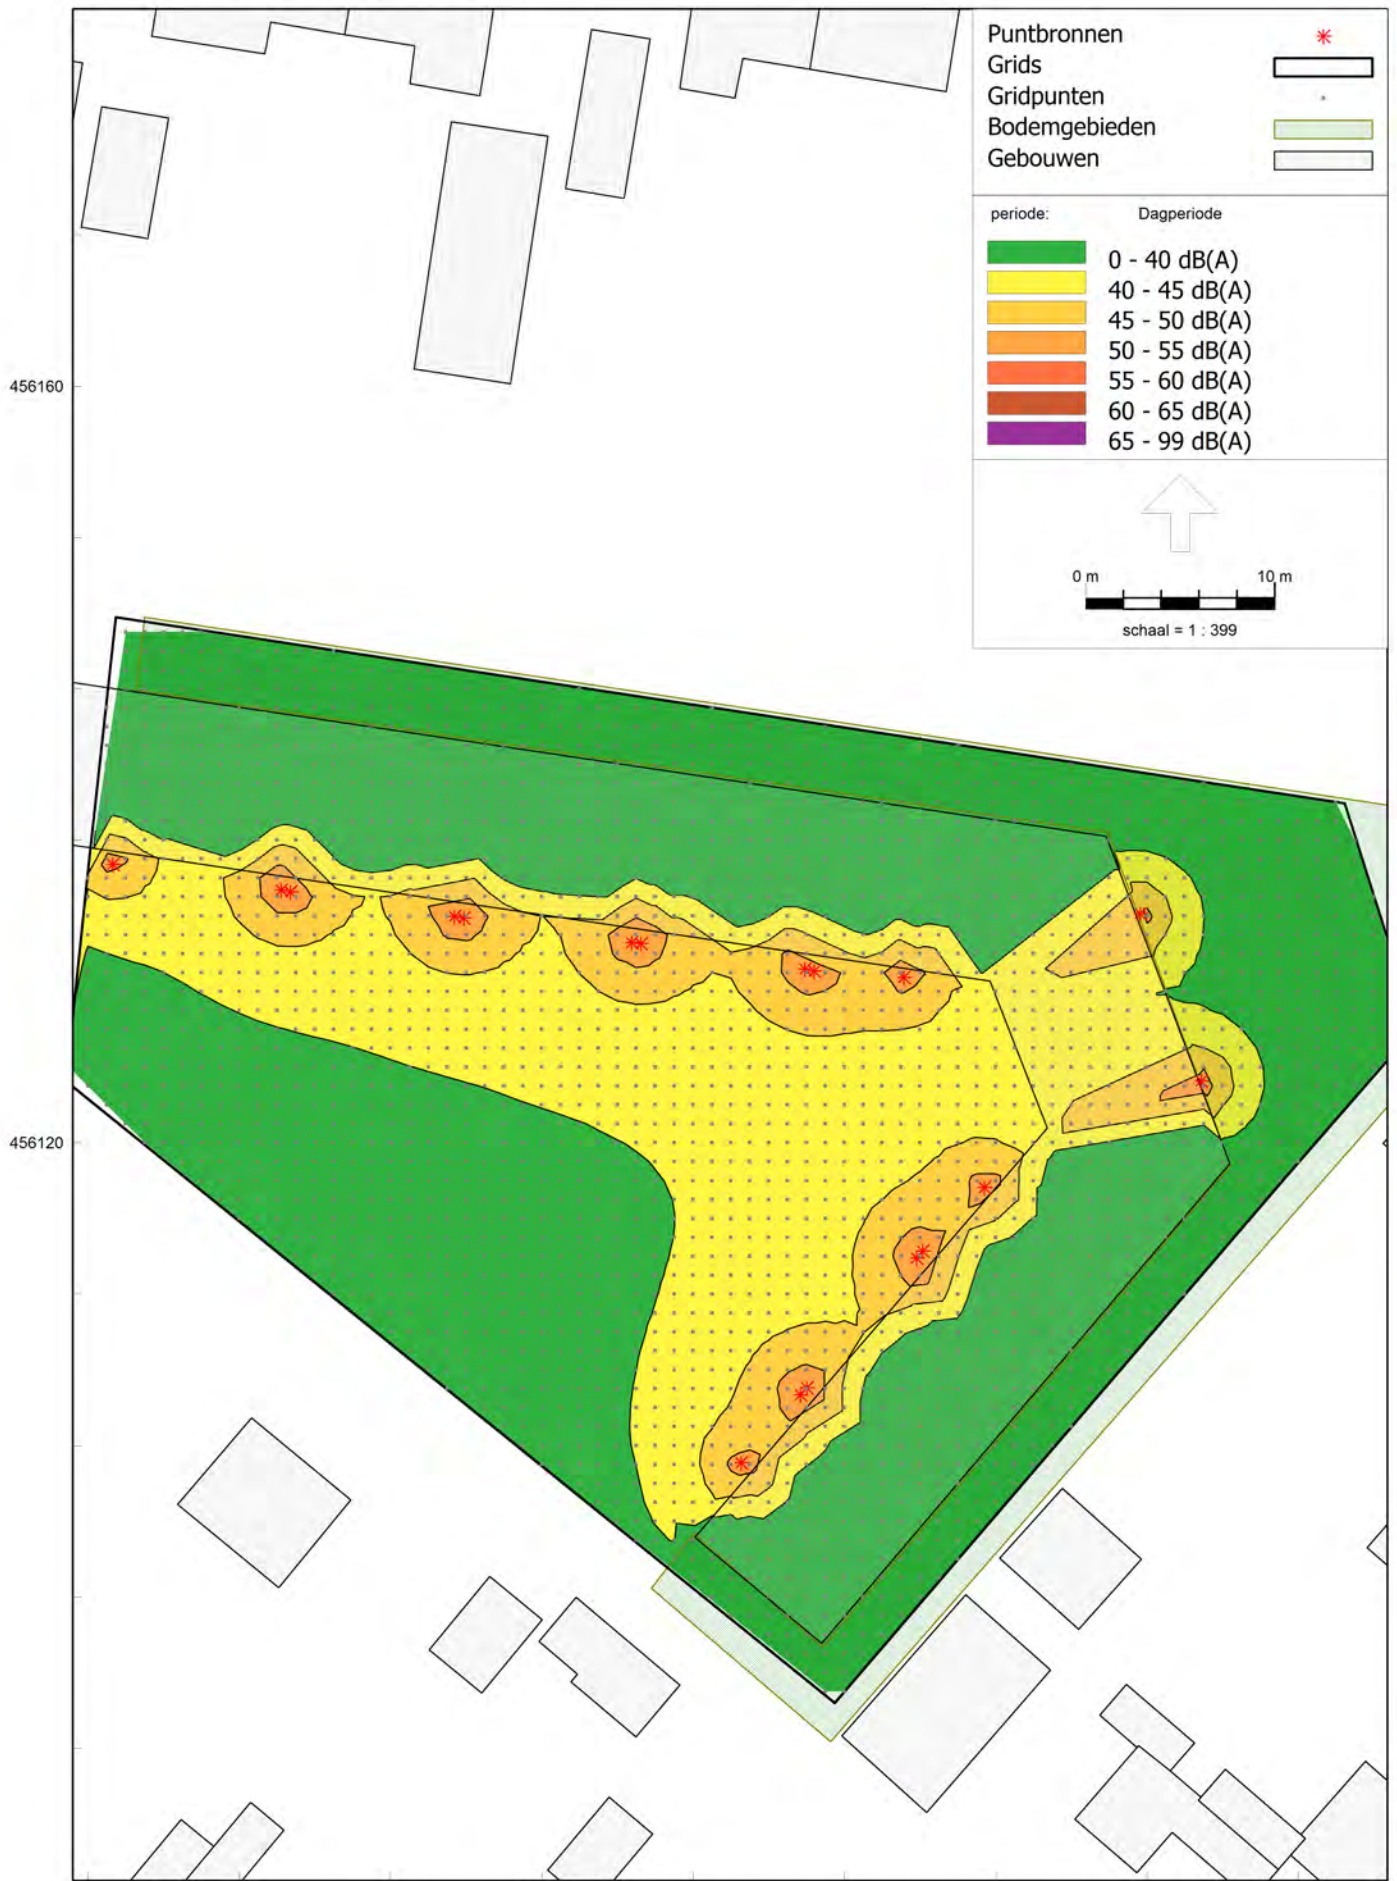 Puntbronnen
Grids
Gridpunten
Bodemgebieden
Gebouwen
periode: Dagperiode
0 - 40 dB(A)
40 - 45 dB(A)
45 - 50 dB(A)
50 - 55 dB(A)
55 - 60 dB(A)
60 - 65 dB(A)
65 - 99 dB(A)
456160
0 m 10 m
schaal = 1 : 399
456120